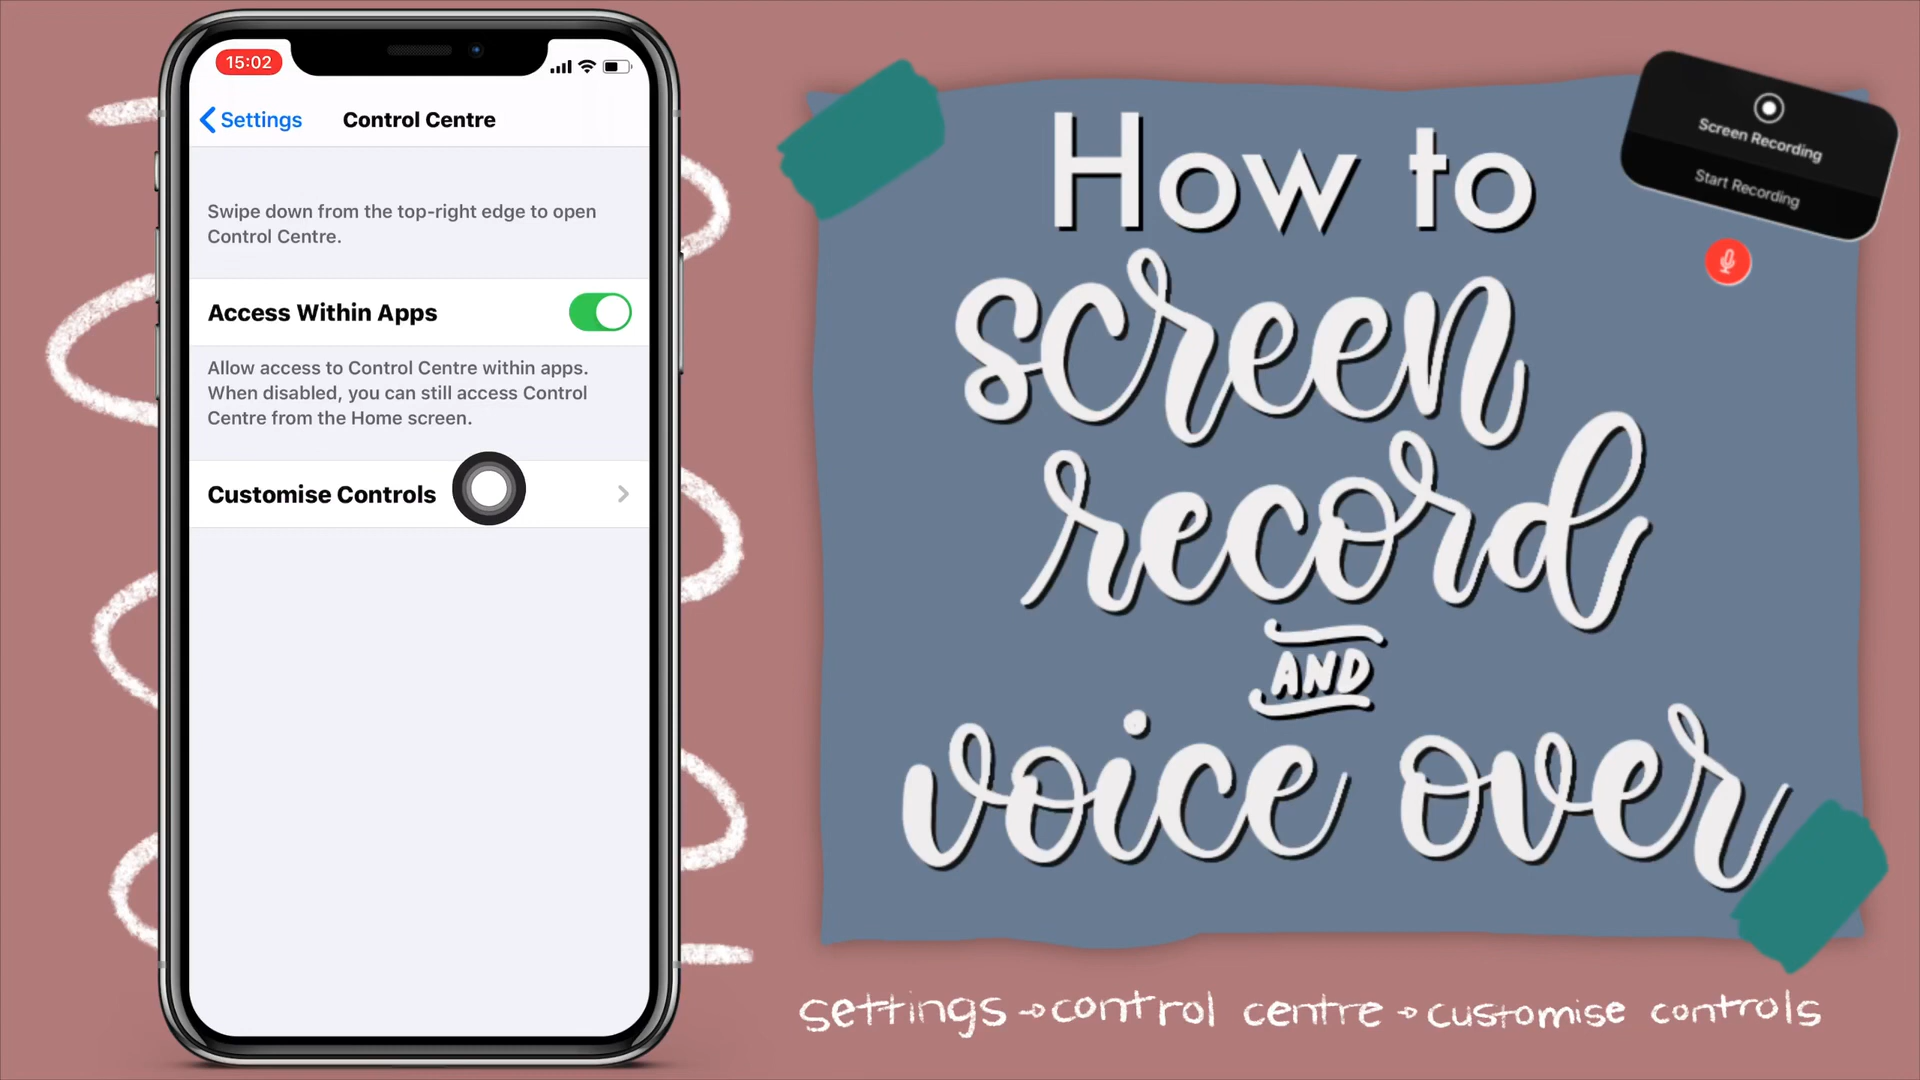 15:02
Settings
Control Centre
Swipe down from the top-right edge to open
Control Centre.
Access Within Apps
Allow access to Control Centre within apps.
When disabled, you can still access Control
Centre from the Home screen.
Customise Controls
How to
screen
record
AND
voice over
Screen Recording
Start Recording
settings → control centre → customise controls